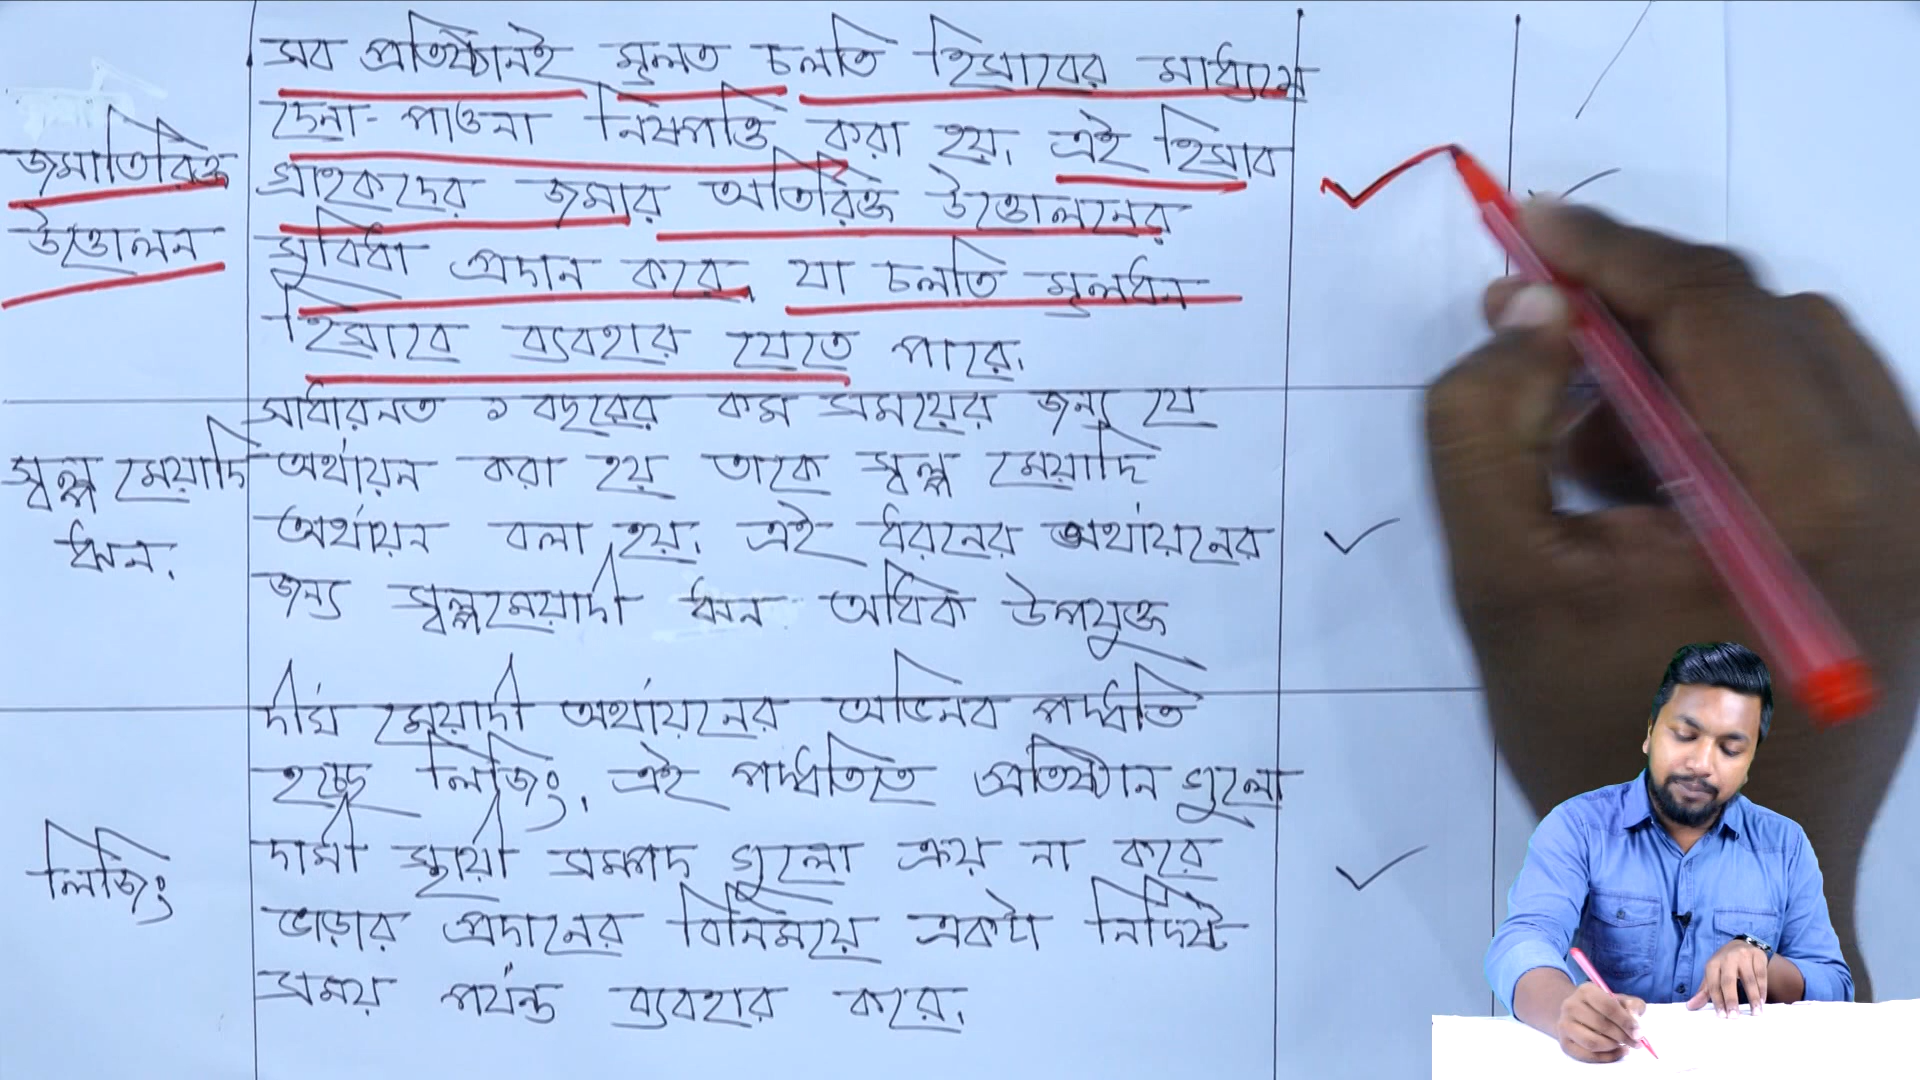 জমাতিরিক্ত
উত্তোলন
সব প্রতিষ্ঠানই মূলত চলতি হিসাবের মাধ্যমে
দেনা-পাওনা নিষ্পত্তি করা হয়। এই হিসাব
গ্রাহকদের জমার অতিরিক্ত উত্তোলনের
সুবিধা প্রদান করে, যা চলতি মূলধন
হিসাবে ব্যবহার যেতে পারে।
স্বল্প মেয়াদি
ঋন।
সাধারনত ১ বছরের কম সময়ের জন্য যে
অর্থায়ন করা হয় তাকে স্বল্প মেয়াদি
অর্থায়ন বলা হয়। এই ধরনের অর্থায়নের
জন্য স্বল্পমেয়াদী ঋন অধিক উপযুক্ত
লিজিং
দীর্ঘ মেয়াদী অর্থায়নের অভিনব পদ্ধতি
হচ্ছে লিজিং। এই পদ্ধতিতে প্রতিষ্ঠান গুলো
দামী স্থায়ী সম্পদ গুলো ক্রয় না করে
ভাড়ার প্রদানের বিনিময়ে একটা নির্দিষ্ট
সময় পর্যন্ত ব্যবহার করে।